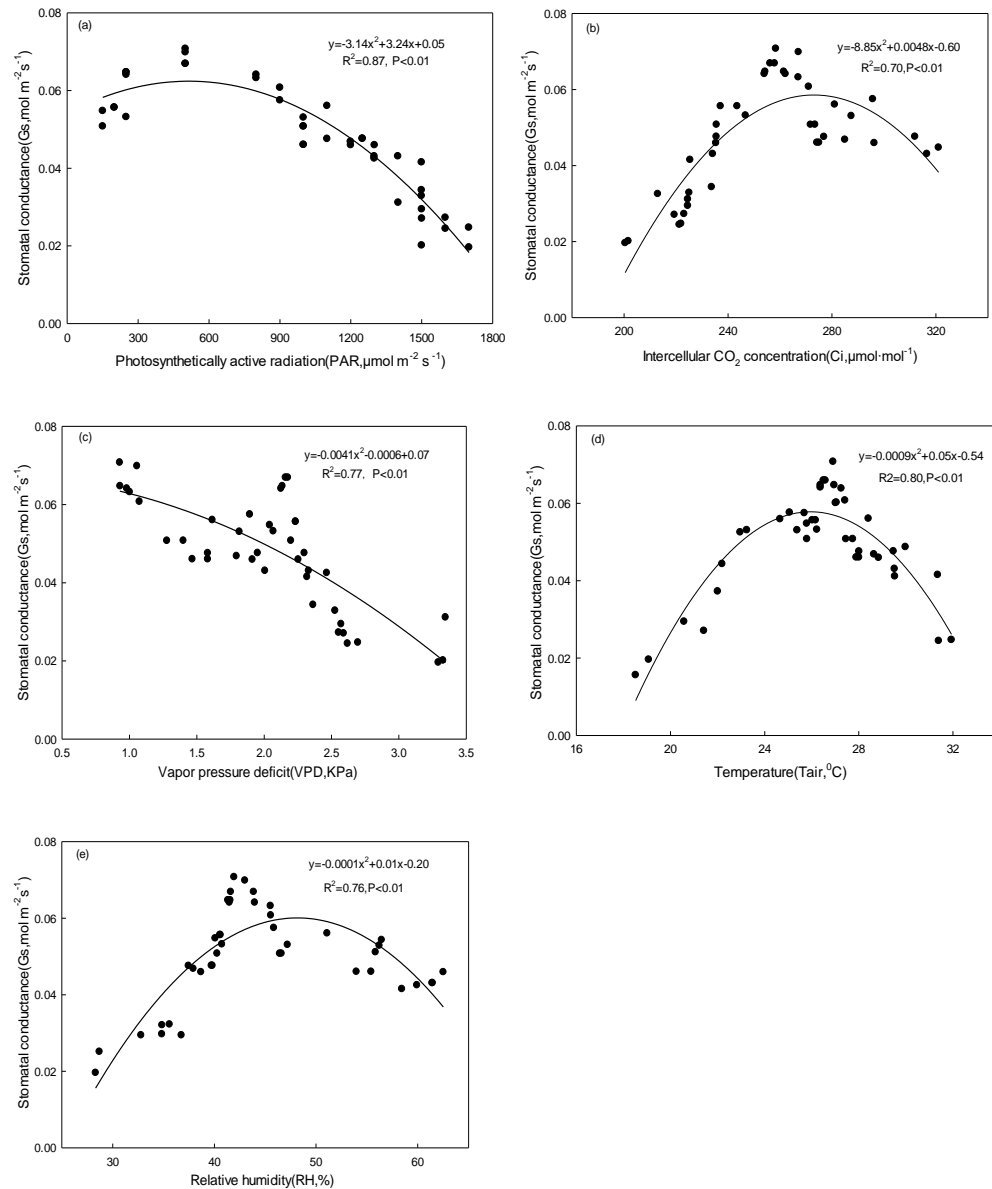 (a)
y=-3.14x²+3.24x+0.05
R²=0.87, P<0.01
Stomatal conductance(Gs,mol m⁻²s⁻¹)
0.08
0.06
0.04
0.02
0.00
0 300 600 900 1200 1500 1800
Photosynthetically active radiation(PAR,µmol m⁻² s⁻¹)
(b)
y=-8.85x²+0.0048x-0.60
R²=0.70,P<0.01
Stomatal conductance(Gs,mol m⁻²s⁻¹)
0.08
0.06
0.04
0.02
0.00
200 240 280 320
Intercellular CO₂ concentration(Ci,µmol·mol⁻¹)
(c)
y=-0.0041x²-0.0006+0.07
R²=0.77, P<0.01
Stomatal conductance(Gs,mol m⁻²s⁻¹)
0.08
0.06
0.04
0.02
0.00
0.5 1.0 1.5 2.0 2.5 3.0 3.5
Vapor pressure deficit(VPD,KPa)
(d)
y=-0.0009x²+0.05x-0.54
R2=0.80,P<0.01
Stomatal conductance(Gs,mol m⁻²s⁻¹)
0.08
0.06
0.04
0.02
0.00
16 20 24 28 32
Temperature(Tair,⁰C)
(e)
y=-0.0001x²+0.01x-0.20
R²=0.76,P<0.01
Stomatal conductance(Gs,mol m⁻²s⁻¹)
0.08
0.06
0.04
0.02
0.00
30 40 50 60
Relative humidity(RH,%)